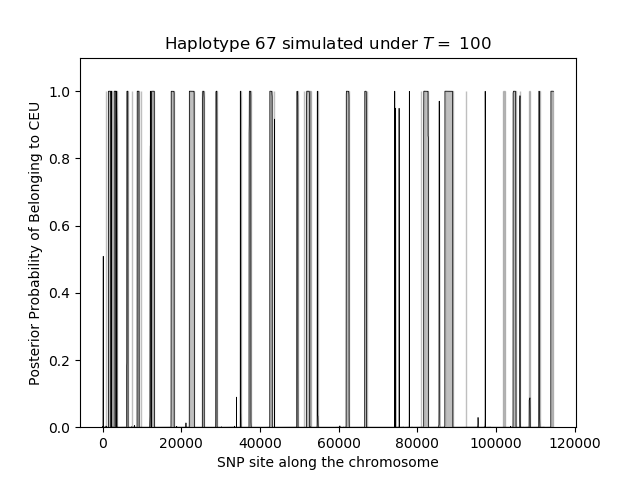 Haplotype 67 simulated under T = 100
Posterior Probability of Belonging to CEU
1.0
0.8
0.6
0.4
0.2
0.0
0 20000 40000 60000 80000 100000 120000
SNP site along the chromosome